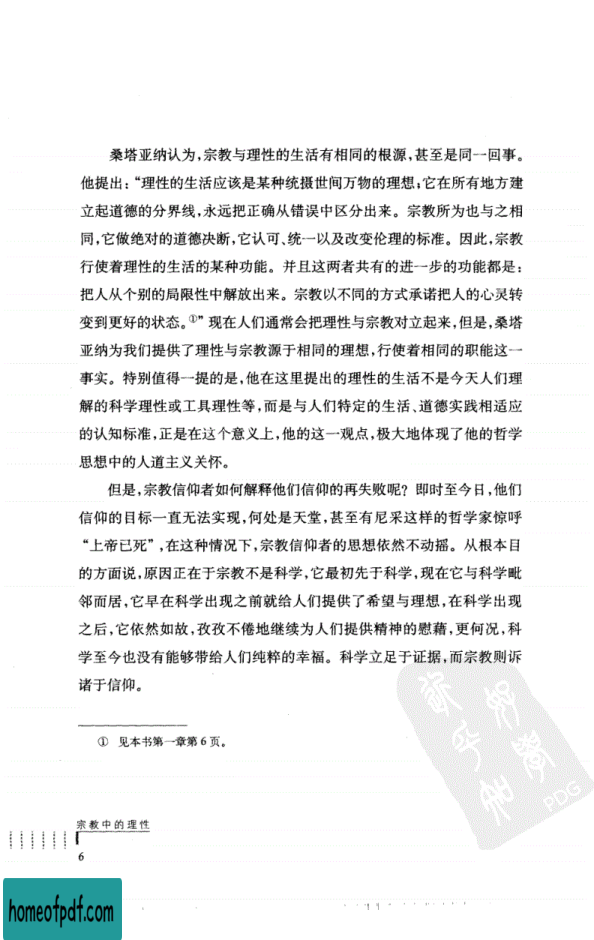 桑塔亚纳认为，宗教与理性的生活有相同的根源，甚至是同一回事。
他提出：“理性的生活应该是某种统摄世间万物的理想；它在所有地方建
立起道德的分界线，永远把正确从错误中区分出来。宗教所为也与之相
同，它做绝对的道德决断，它认可、统一以及改变伦理的标准。因此，宗教
行使着理性的生活的某种功能。并且这两者共有的进一步的功能都是：
把人从个别的局限性中解放出来。宗教以不同的方式承诺把人的心灵转
变到更好的状态。①”现在人们通常会把理性与宗教对立起来，但是，桑塔
亚纳为我们提供了理性与宗教源于相同的理想，行使着相同的职能这一
事实。特别值得一提的是，他在这里提出的理性的生活不是今天人们理
解的科学理性或工具理性等，而是与人们特定的生活、道德实践相适应
的认知标准，正是在这个意义上，他的这一观点，极大地体现了他的哲学
思想中的人道主义关怀。
但是，宗教信仰者如何解释他们信仰的再失败呢？即时至今日，他们
信仰的目标一直无法实现，何处是天堂，甚至有尼采这样的哲学家惊呼
“上帝已死”，在这种情况下，宗教信仰者的思想依然不动摇。从根本目
的方面说，原因正在于宗教不是科学，它最初先于科学，现在它与科学毗
邻而居，它早在科学出现之前就给人们提供了希望与理想，在科学出现
之后，它依然如故，孜孜不倦地继续为人们提供精神的慰藉，更何况，科
学至今也没有能够带给人们纯粹的幸福。科学立足于证据，而宗教则诉
诸于信仰。
① 见本书第一章第6页。
宗教中的理性
6
PDG
homeofpdf.com